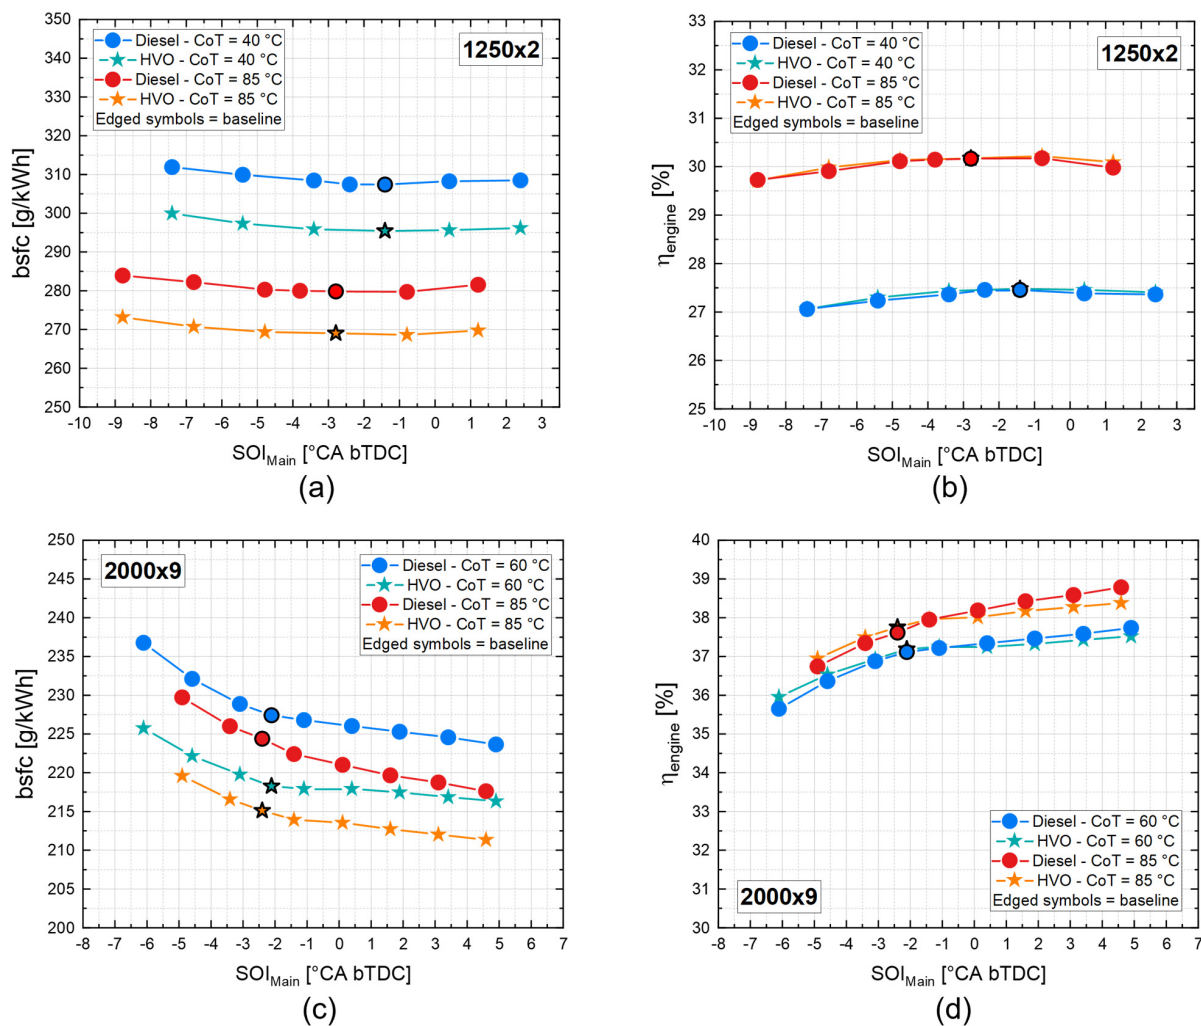 350
340
330
320
310
300
290
280
270
260
250
bsfc [g/kWh]
Diesel - CoT = 40 °C
HVO - CoT = 40 °C
Diesel - CoT = 85 °C
HVO - CoT = 85 °C
Edged symbols = baseline
1250x2
-10 -9 -8 -7 -6 -5 -4 -3 -2 -1 0 1 2 3
SOI_Main [°CA bTDC]
(a)
33
32
31
30
29
28
27
26
25
η_engine [%]
Diesel - CoT = 40 °C
HVO - CoT = 40 °C
Diesel - CoT = 85 °C
HVO - CoT = 85 °C
Edged symbols = baseline
1250x2
-10 -9 -8 -7 -6 -5 -4 -3 -2 -1 0 1 2 3
SOI_Main [°CA bTDC]
(b)
250
245
240
235
230
225
220
215
210
205
200
bsfc [g/kWh]
2000x9
Diesel - CoT = 60 °C
HVO - CoT = 60 °C
Diesel - CoT = 85 °C
HVO - CoT = 85 °C
Edged symbols = baseline
-8 -7 -6 -5 -4 -3 -2 -1 0 1 2 3 4 5 6 7
SOI_Main [°CA bTDC]
(c)
40
39
38
37
36
35
34
33
32
31
30
η_engine [%]
Diesel - CoT = 60 °C
HVO - CoT = 60 °C
Diesel - CoT = 85 °C
HVO - CoT = 85 °C
Edged symbols = baseline
2000x9
-8 -7 -6 -5 -4 -3 -2 -1 0 1 2 3 4 5 6 7
SOI_Main [°CA bTDC]
(d)